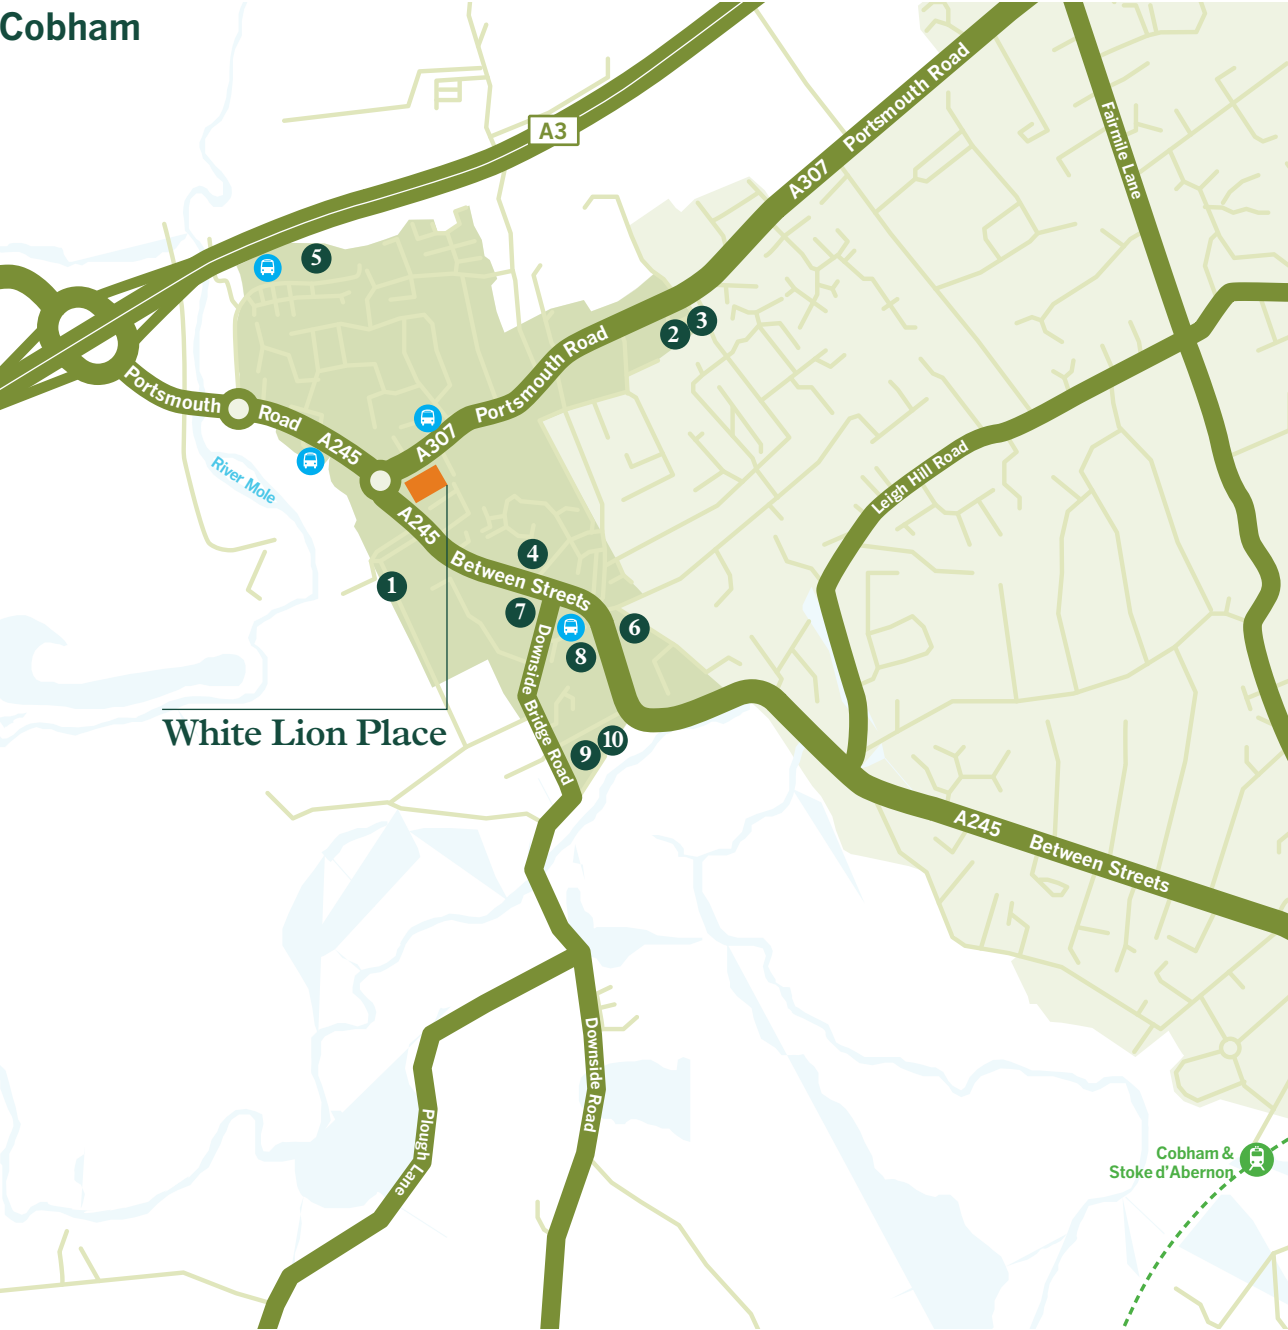 Cobham
A3
A307 Portsmouth Road
Fairmile Lane
5
2
3
Portsmouth Road A245
A307 Portsmouth Road
River Mole
Leigh Hill Road
A245 Between Streets
4
1
7
6
8
Downside Bridge Road
White Lion Place
10
9
A245 Between Streets
Downside Road
Plough Lane
Cobham &
Stoke d'Abernon